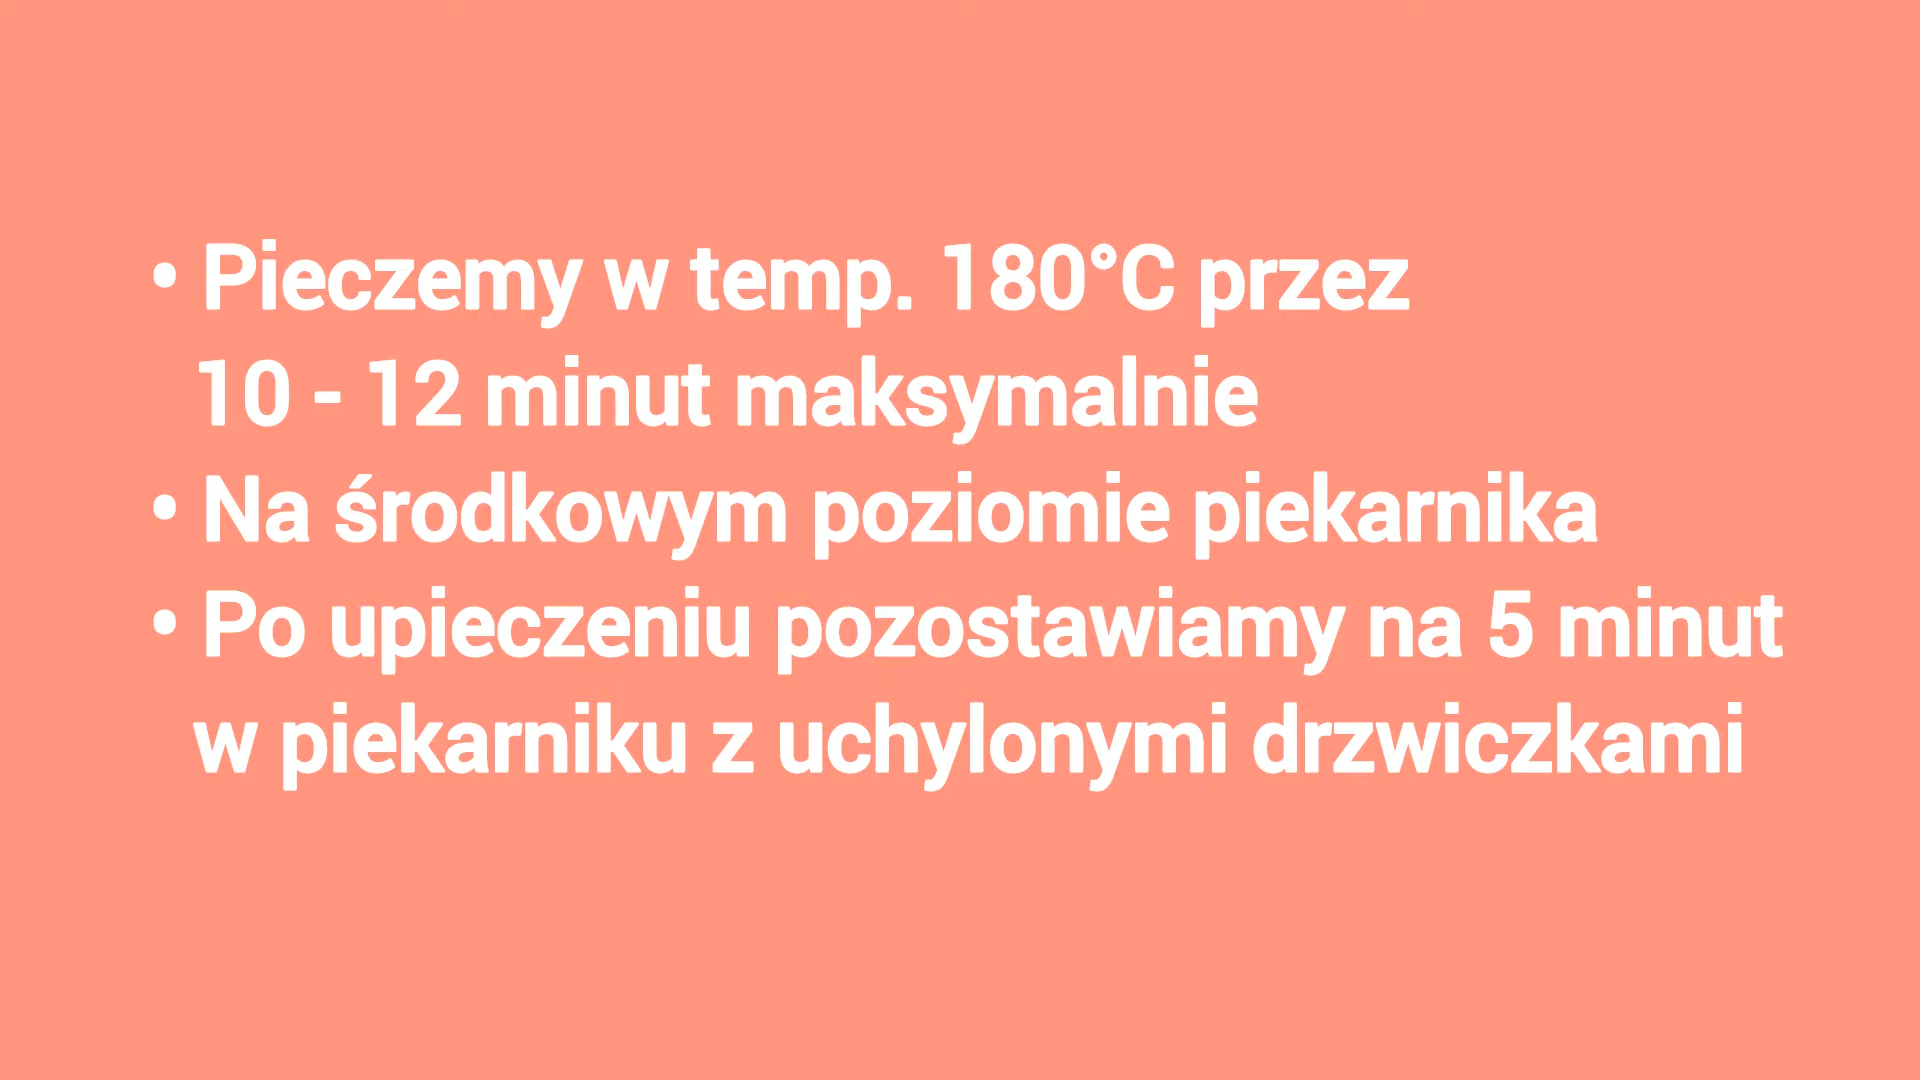 • Pieczemy w temp. 180°C przez
10 - 12 minut maksymalnie
• Na środkowym poziomie piekarnika
• Po upieczeniu pozostawiamy na 5 minut
w piekarniku z uchylonymi drzwiczkami